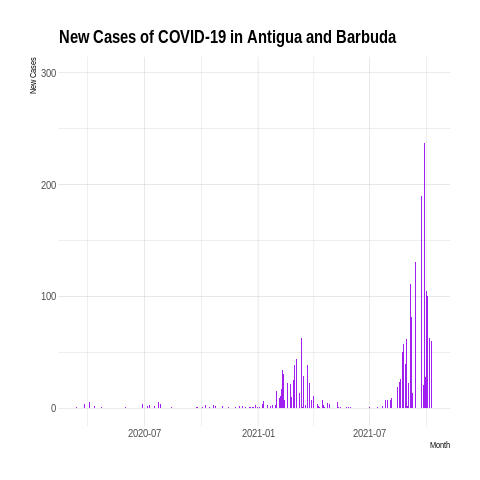 New Cases of COVID-19 in Antigua and Barbuda
New Cases
300
200
100
0
2020-07
2021-01
2021-07
Month